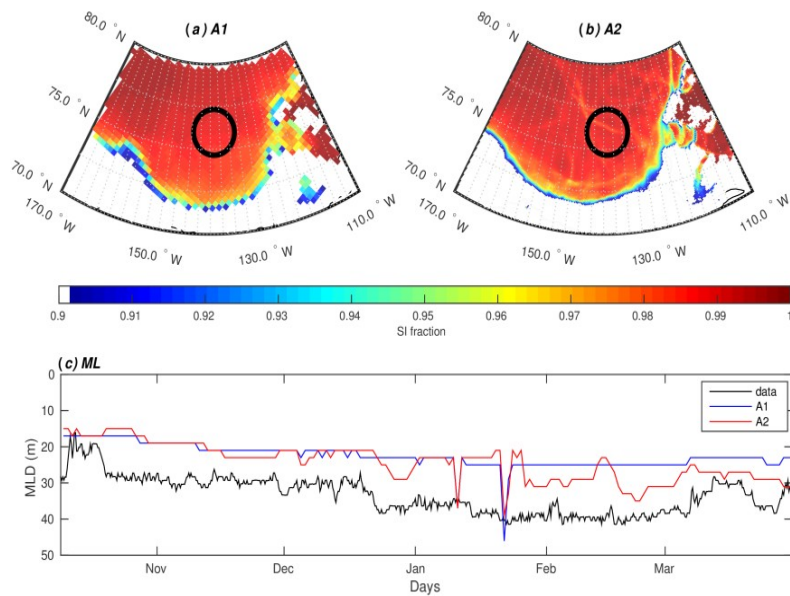 (a) A1
(b) A2
80.0 ° N
75.0 ° N
70.0 ° N
170.0 ° W
150.0 ° W
130.0 ° W
110.0 ° W
80.0 ° N
75.0 ° N
70.0 ° N
170.0 ° W
150.0 ° W
130.0 ° W
110.0 ° W
0.9 0.91 0.92 0.93 0.94 0.95 0.96 0.97 0.98 0.99 1
SI fraction
(c) ML
0
10
20
30
40
50
MLD (m)
data
A1
A2
Nov Dec Jan Feb Mar
Days